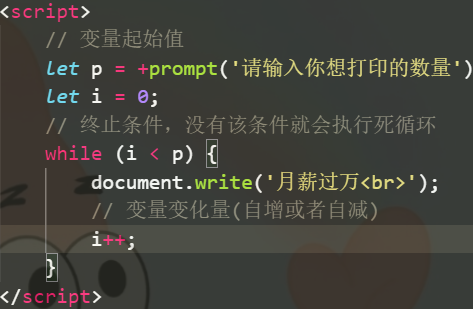 <script>
// 变量起始值
let p = +prompt('请输入你想打印的数量')
let i = 0;
// 终止条件，没有该条件就会执行死循环
while (i < p) {
document.write('月薪过万<br>');
// 变量变化量(自增或者自减)
i++;
}
</script>